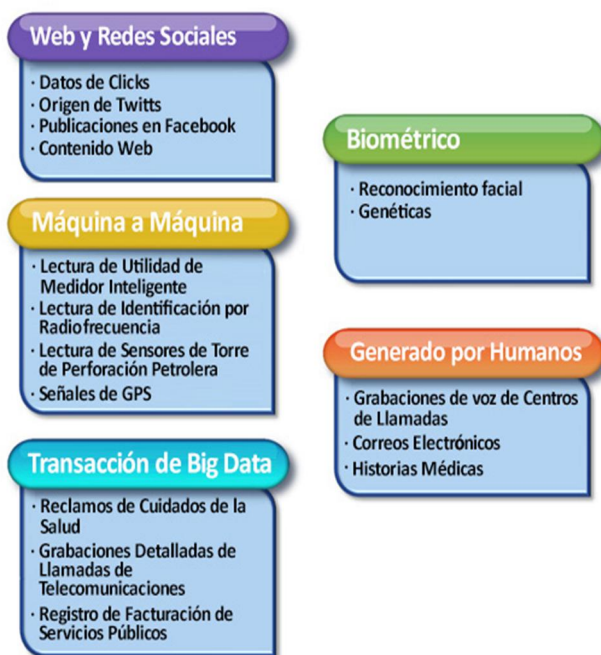 Web y Redes Sociales
· Datos de Clicks
· Origen de Twitts
· Publicaciones en Facebook
· Contenido Web
Máquina a Máquina
· Lectura de Utilidad de
Medidor Inteligente
· Lectura de Identificación por
Radiofrecuencia
· Lectura de Sensores de Torre
de Perforación Petrolera
· Señales de GPS
Transacción de Big Data
· Reclamos de Cuidados de la
Salud
· Grabaciones Detalladas de
Llamadas de
Telecomunicaciones
· Registro de Facturación de
Servicios Públicos
Biométrico
· Reconocimiento facial
· Genéticas
Generado por Humanos
· Grabaciones de voz de Centros
de Llamadas
· Correos Electrónicos
· Historias Médicas